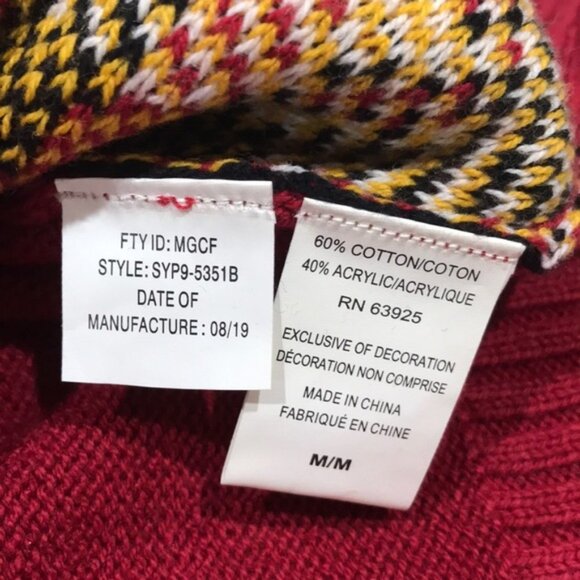 FTY ID: MGCF
STYLE: SYP9-5351B
DATE OF
MANUFACTURE : 08/19
60% COTTON/COTON
40% ACRYLIC/ACRYLIQUE
RN 63925
EXCLUSIVE OF DECORATION
DÉCORATION NON COMPRISE
MADE IN CHINA
FABRIQUÉ EN CHINE
M/M